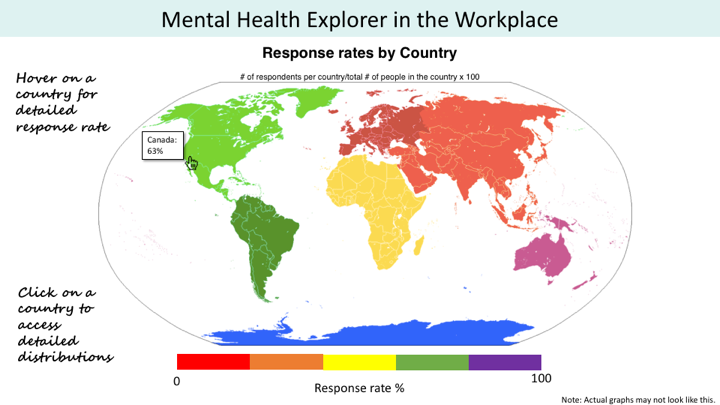 Mental Health Explorer in the Workplace
Response rates by Country
# of respondents per country/total # of people in the country x 100
Hover on a
country for
detailed
response rate
Canada:
63%
Click on a
country to
access
detailed
distributions
0
100
Response rate %
Note: Actual graphs may not look like this.